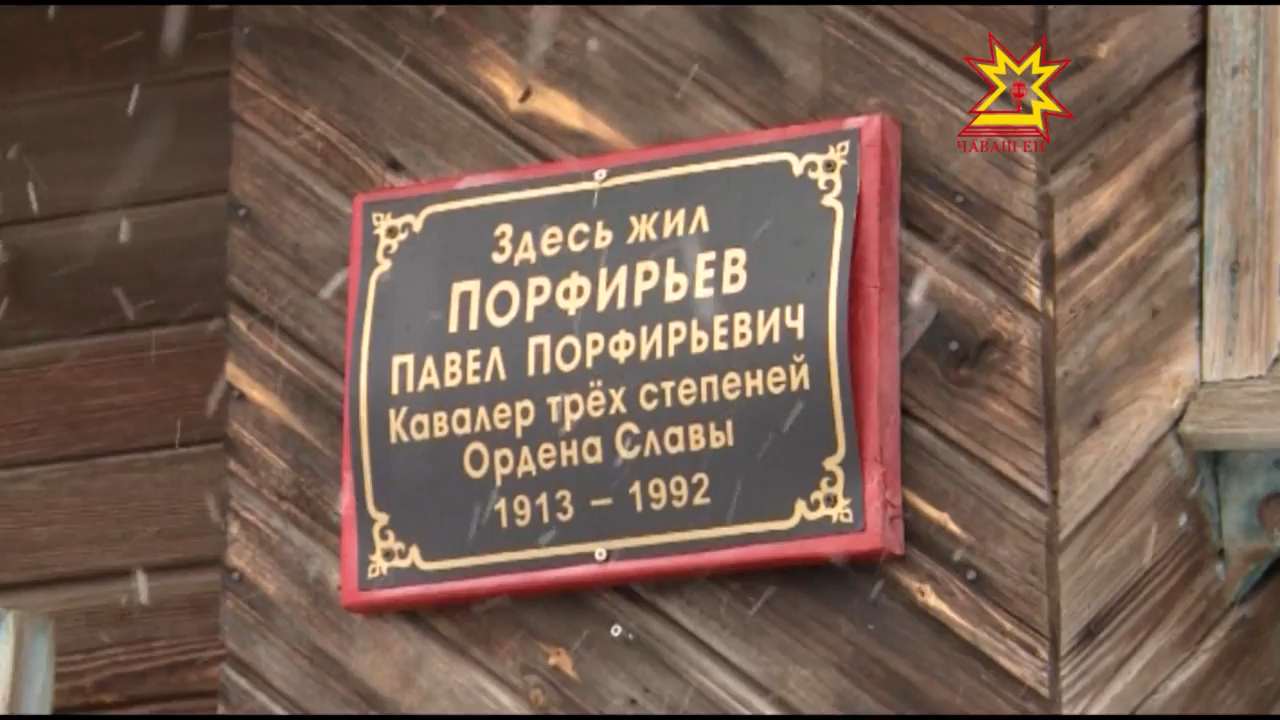 ЧĂВАШ ЕН
Здесь жил
ПОРФИРЬЕВ
ПАВЕЛ ПОРФИРЬЕВИЧ
Кавалер трёх степеней
Ордена Славы
1913 – 1992